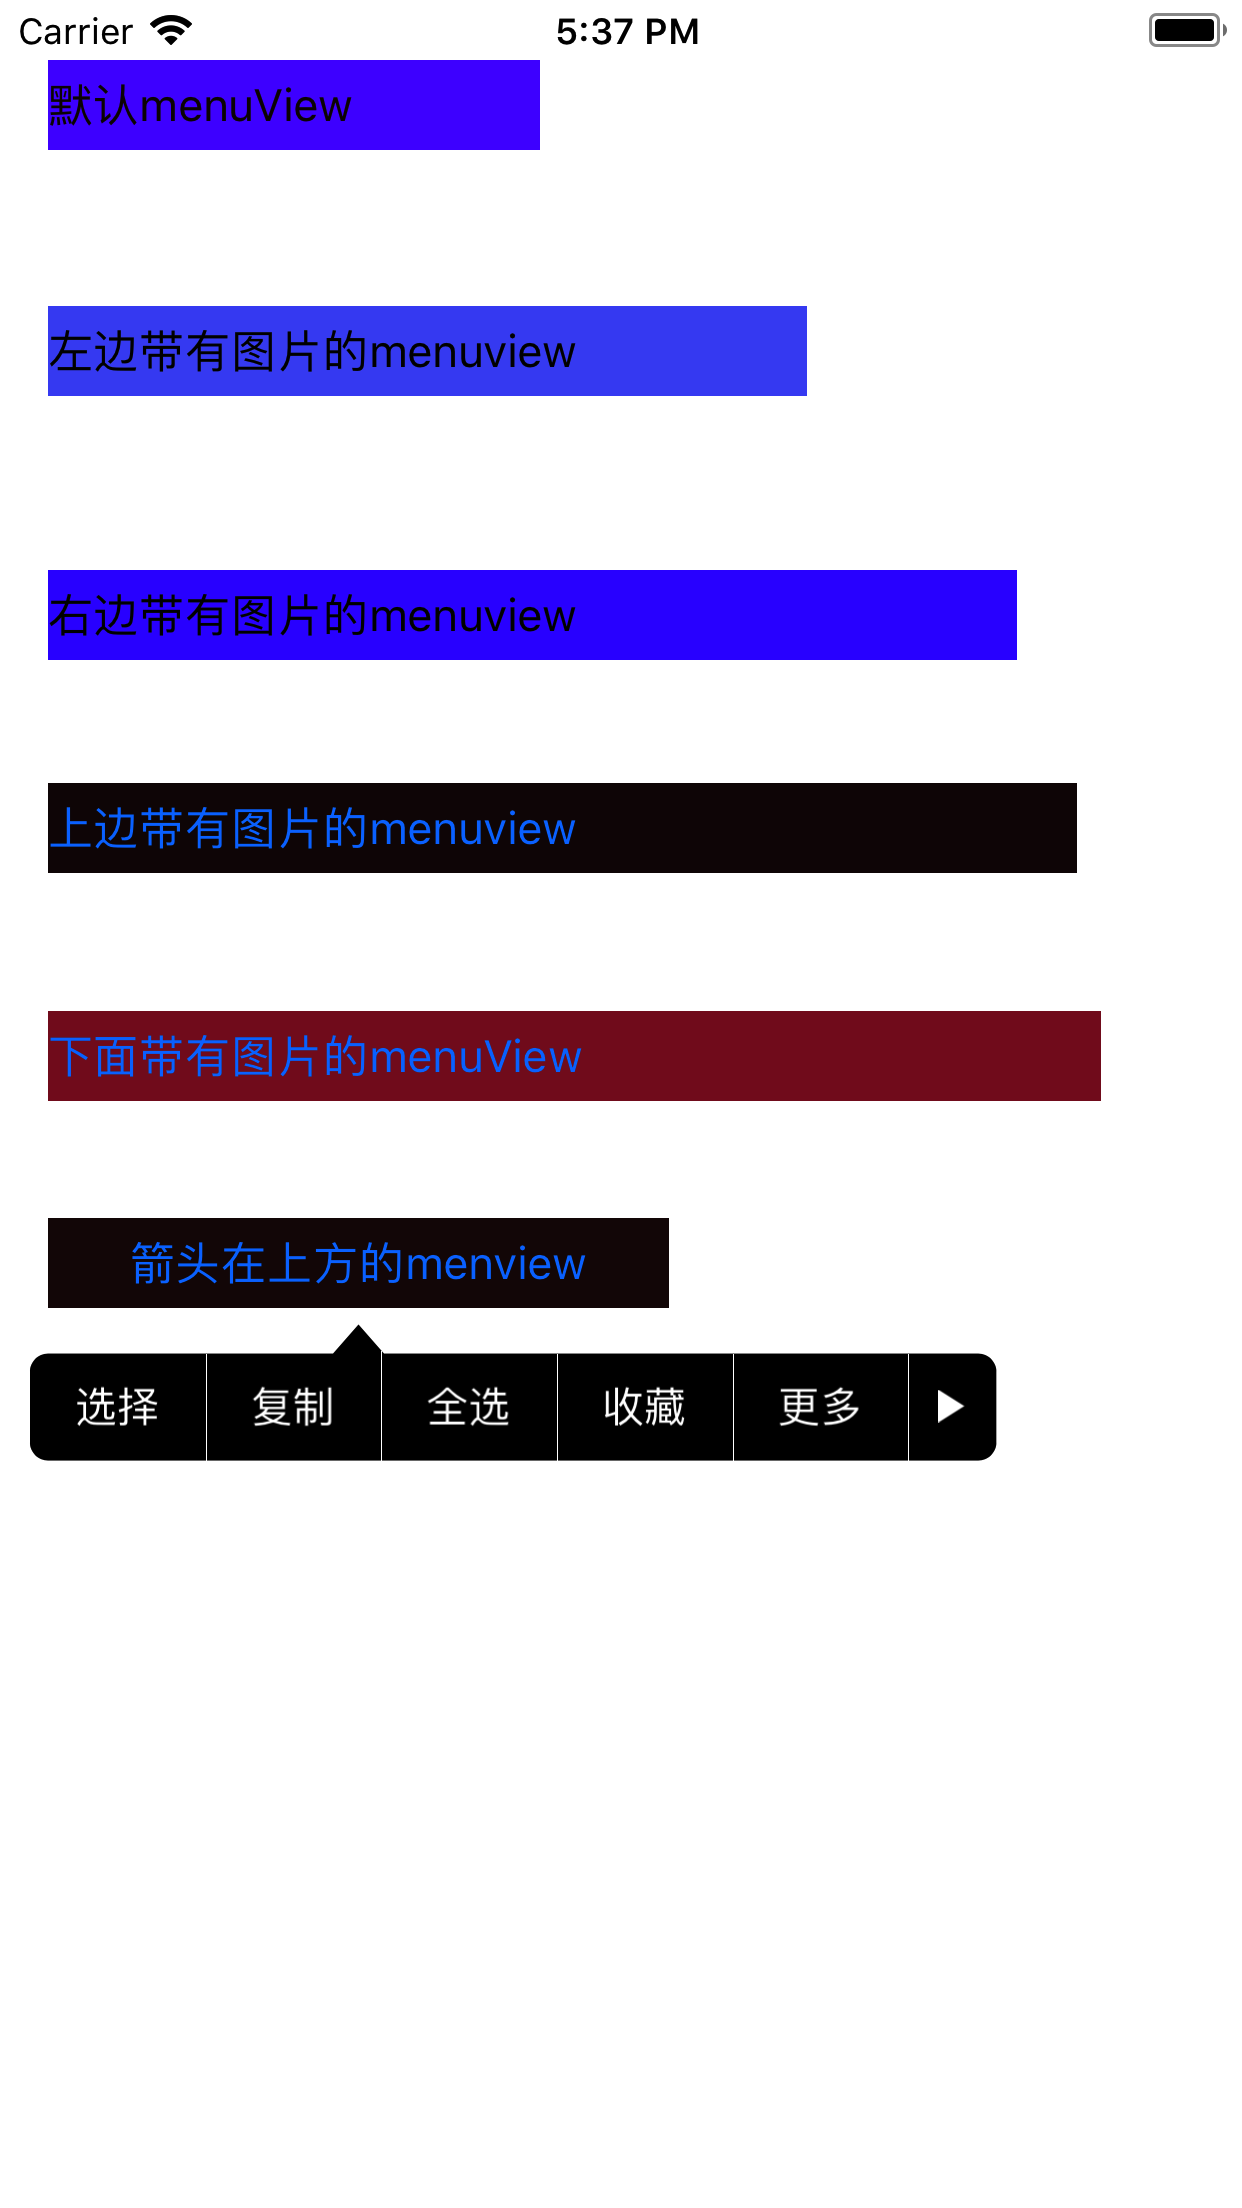 Carrier 5:37 PM
默认menuView
左边带有图片的menuview
右边带有图片的menuview
上边带有图片的menuview
下面带有图片的menuView
箭头在上方的menview
选择 复制 全选 收藏 更多